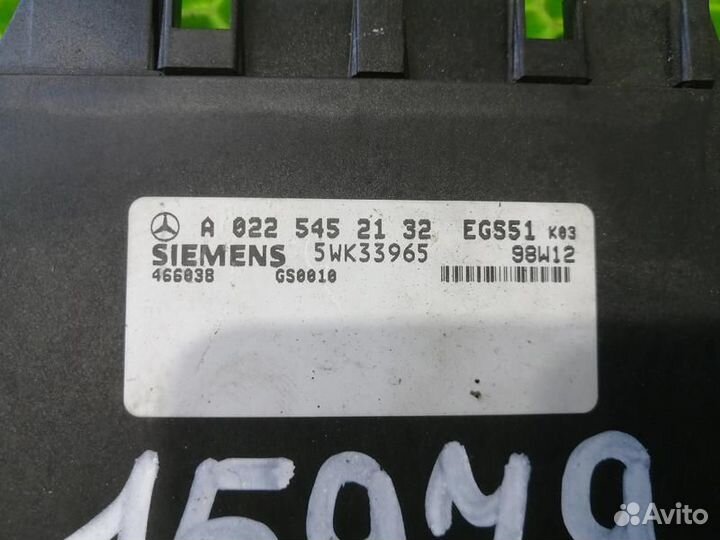 A 022 545 21 32 EGS51 K03
SIEMENS 5WK33965 98W12
466038 GS0010
Avito